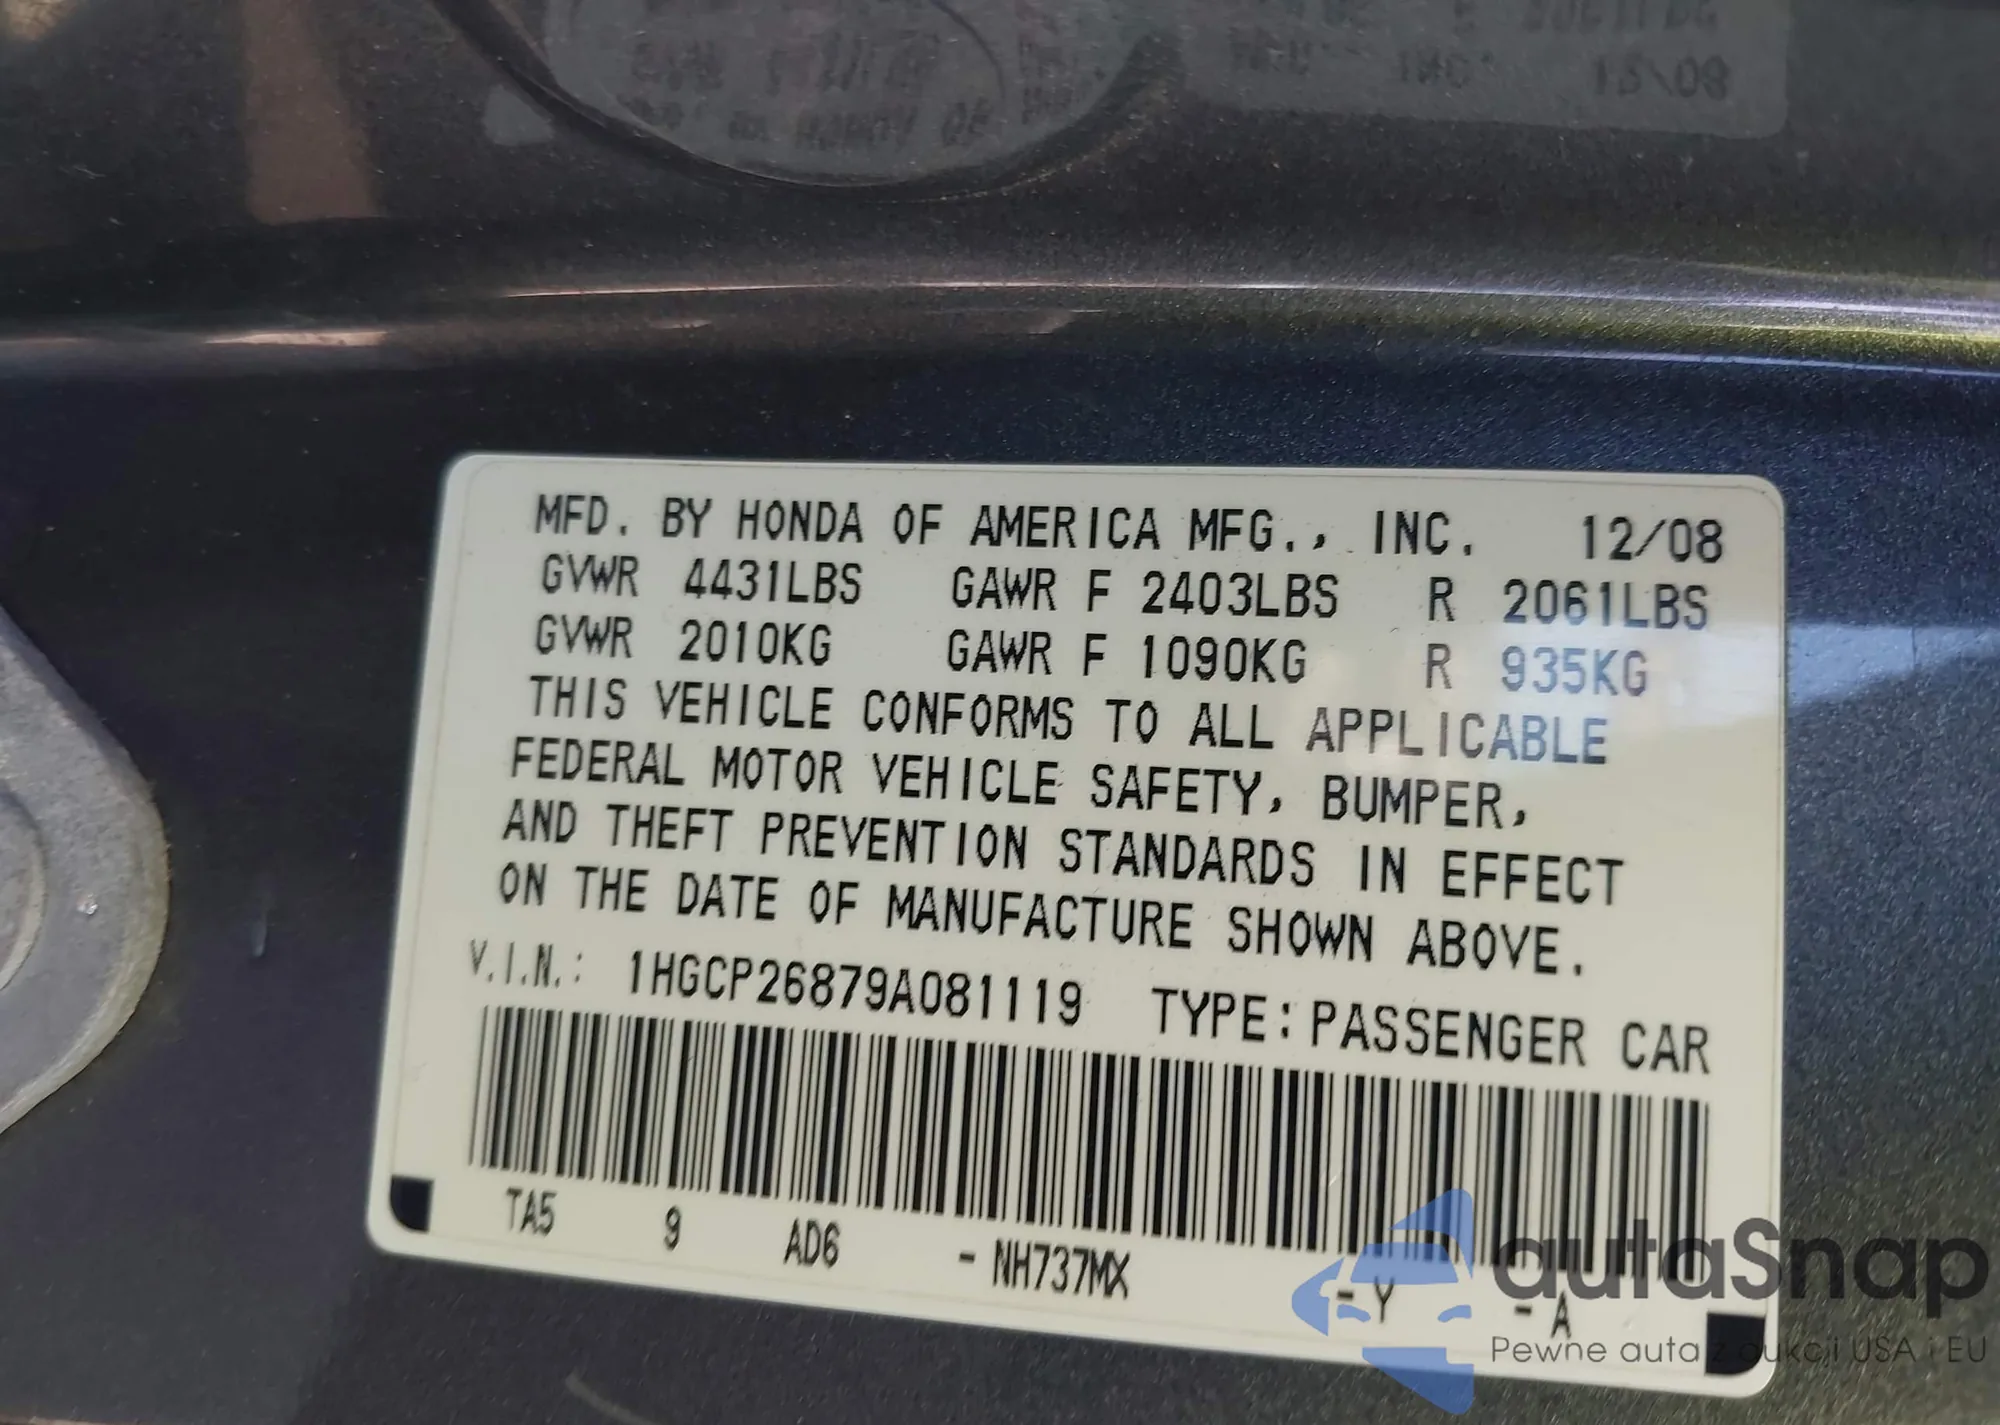 MFD. BY HONDA OF AMERICA MFG., INC. 12/08
GVWR 4431LBS GAWR F 2403LBS R 2061LBS
GVWR 2010KG GAWR F 1090KG R 935KG
THIS VEHICLE CONFORMS TO ALL APPLICABLE
FEDERAL MOTOR VEHICLE SAFETY, BUMPER,
AND THEFT PREVENTION STANDARDS IN EFFECT
ON THE DATE OF MANUFACTURE SHOWN ABOVE.
V.I.N.: 1HGCP26879A081119 TYPE: PASSENGER CAR
TA5 9 AD6 - NH737MX - Y - A
autaSnap
Pewne auta z aukcji USA i EU